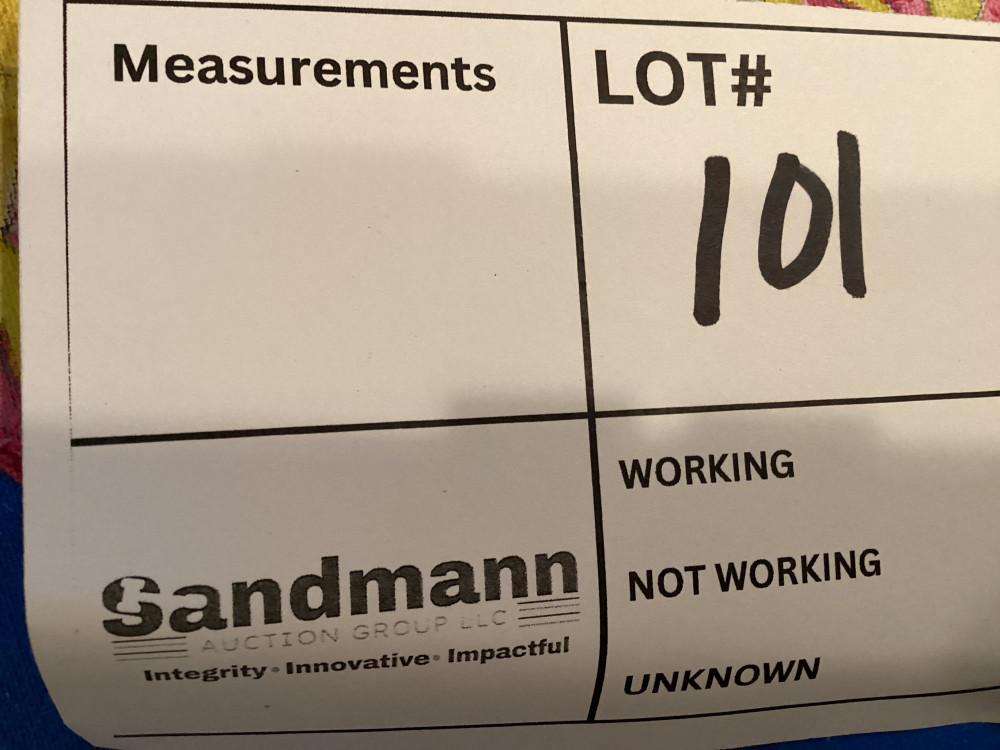 Measurements
LOT#
101
WORKING
NOT WORKING
UNKNOWN
Sandmann
AUCTION GROUP LLC
Integrity • Innovative • Impactful